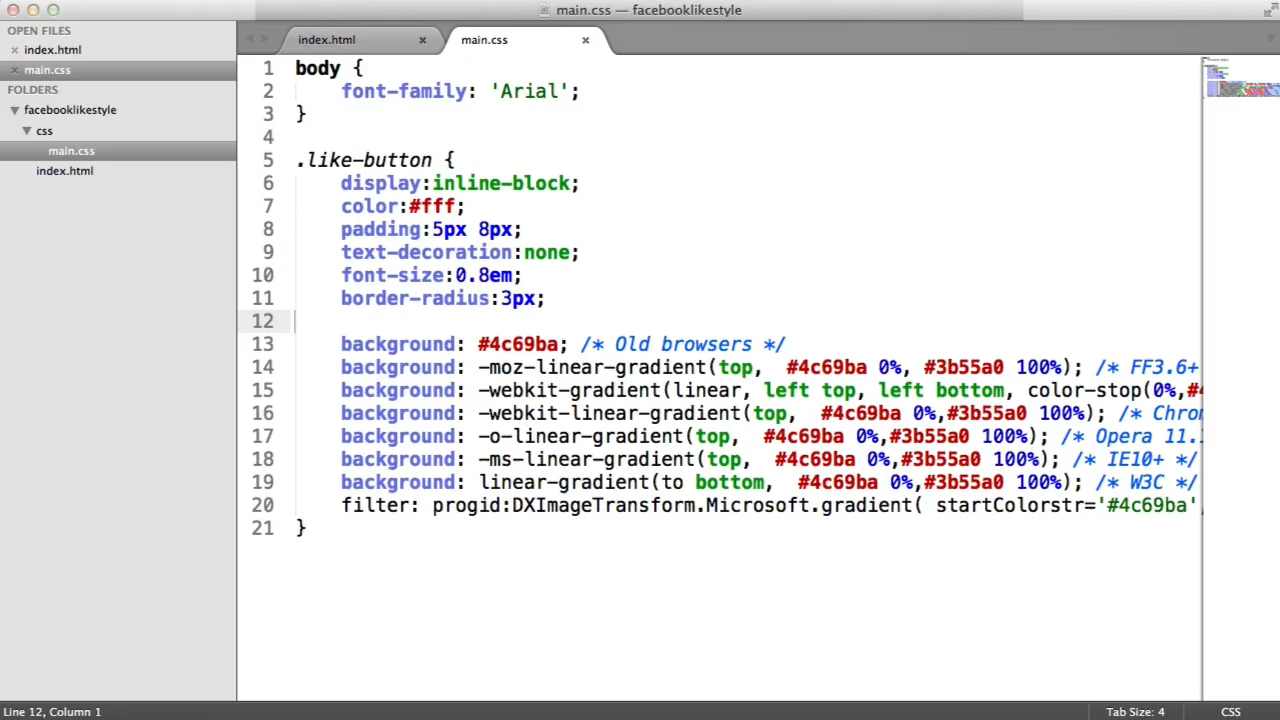 main.css — facebooklikestyle
OPEN FILES
index.html
main.css
FOLDERS
facebooklikestyle
css
main.css
index.html
index.html
main.css
1 body {
2 font-family: 'Arial';
3 }
4
5 .like-button {
6 display:inline-block;
7 color:#fff;
8 padding:5px 8px;
9 text-decoration:none;
10 font-size:0.8em;
11 border-radius:3px;
12
13 background: #4c69ba; /* Old browsers */
14 background: -moz-linear-gradient(top,  #4c69ba 0%, #3b55a0 100%); /* FF3.6+
15 background: -webkit-gradient(linear, left top, left bottom, color-stop(0%,#4
16 background: -webkit-linear-gradient(top,  #4c69ba 0%,#3b55a0 100%); /* Chro
17 background: -o-linear-gradient(top,  #4c69ba 0%,#3b55a0 100%); /* Opera 11.
18 background: -ms-linear-gradient(top,  #4c69ba 0%,#3b55a0 100%); /* IE10+ */
19 background: linear-gradient(to bottom,  #4c69ba 0%,#3b55a0 100%); /* W3C */
20 filter: progid:DXImageTransform.Microsoft.gradient( startColorstr='#4c69ba'
21 }
Line 12, Column 1
Tab Size: 4
CSS